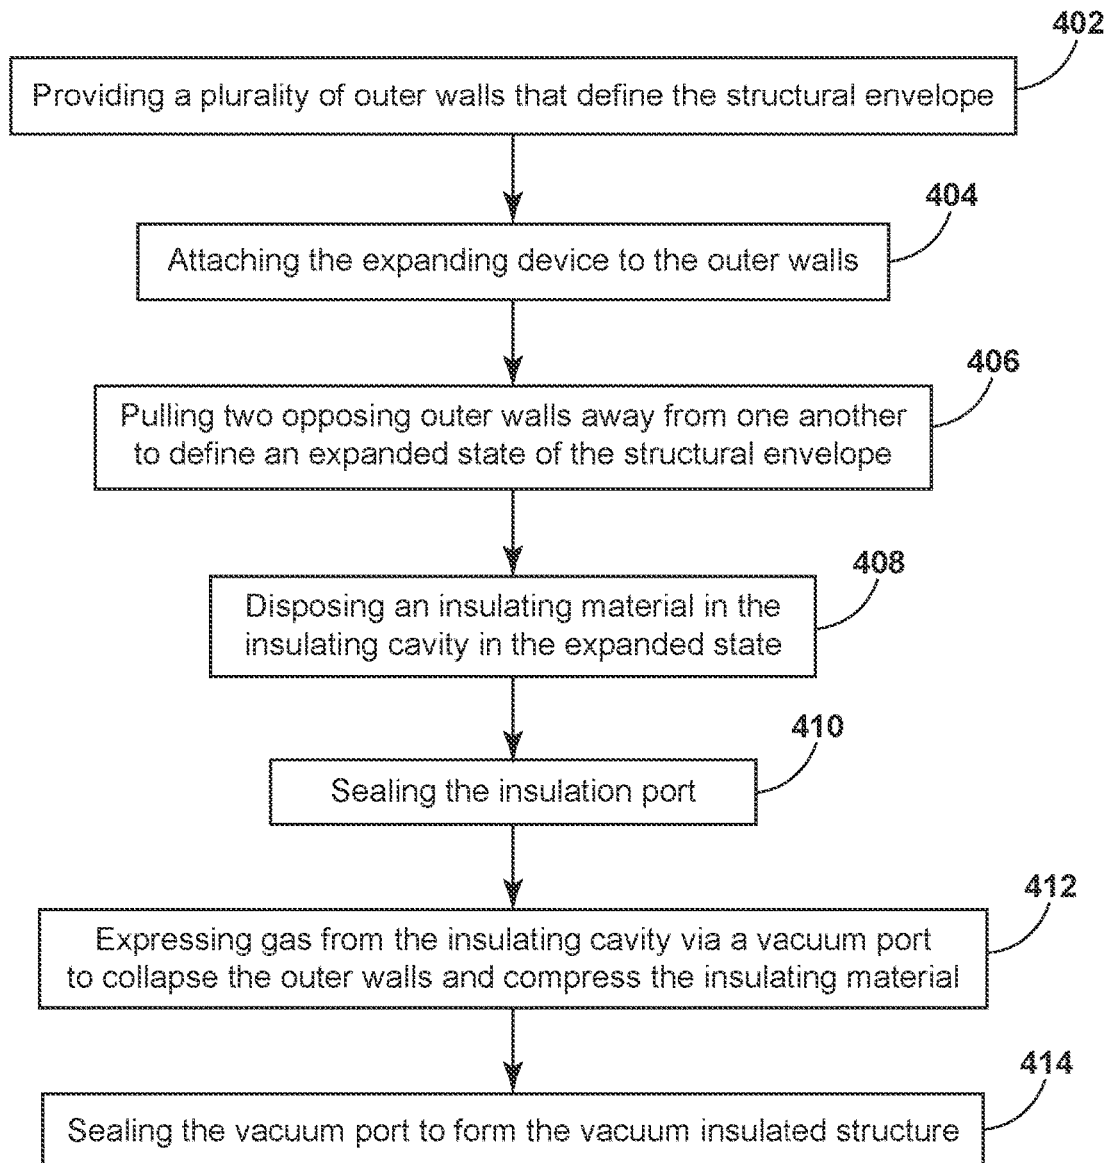 402
Providing a plurality of outer walls that define the structural envelope
404
Attaching the expanding device to the outer walls
406
Pulling two opposing outer walls away from one another
to define an expanded state of the structural envelope
408
Disposing an insulating material in the
insulating cavity in the expanded state
410
Sealing the insulation port
412
Expressing gas from the insulating cavity via a vacuum port
to collapse the outer walls and compress the insulating material
414
Sealing the vacuum port to form the vacuum insulated structure